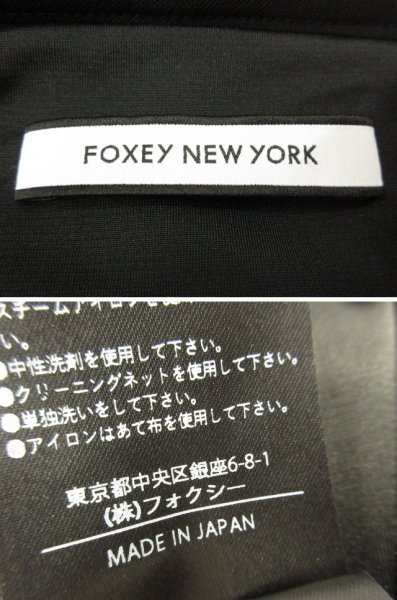 FOXEY NEW YORK
い。
●中性洗剤を使用して下さい。
●クリーニングネットを使用して下さい。
●単独洗いをして下さい。
●アイロンはあて布を使用して下さい。
東京都中央区銀座6-8-1
(株)フォクシー
MADE IN JAPAN